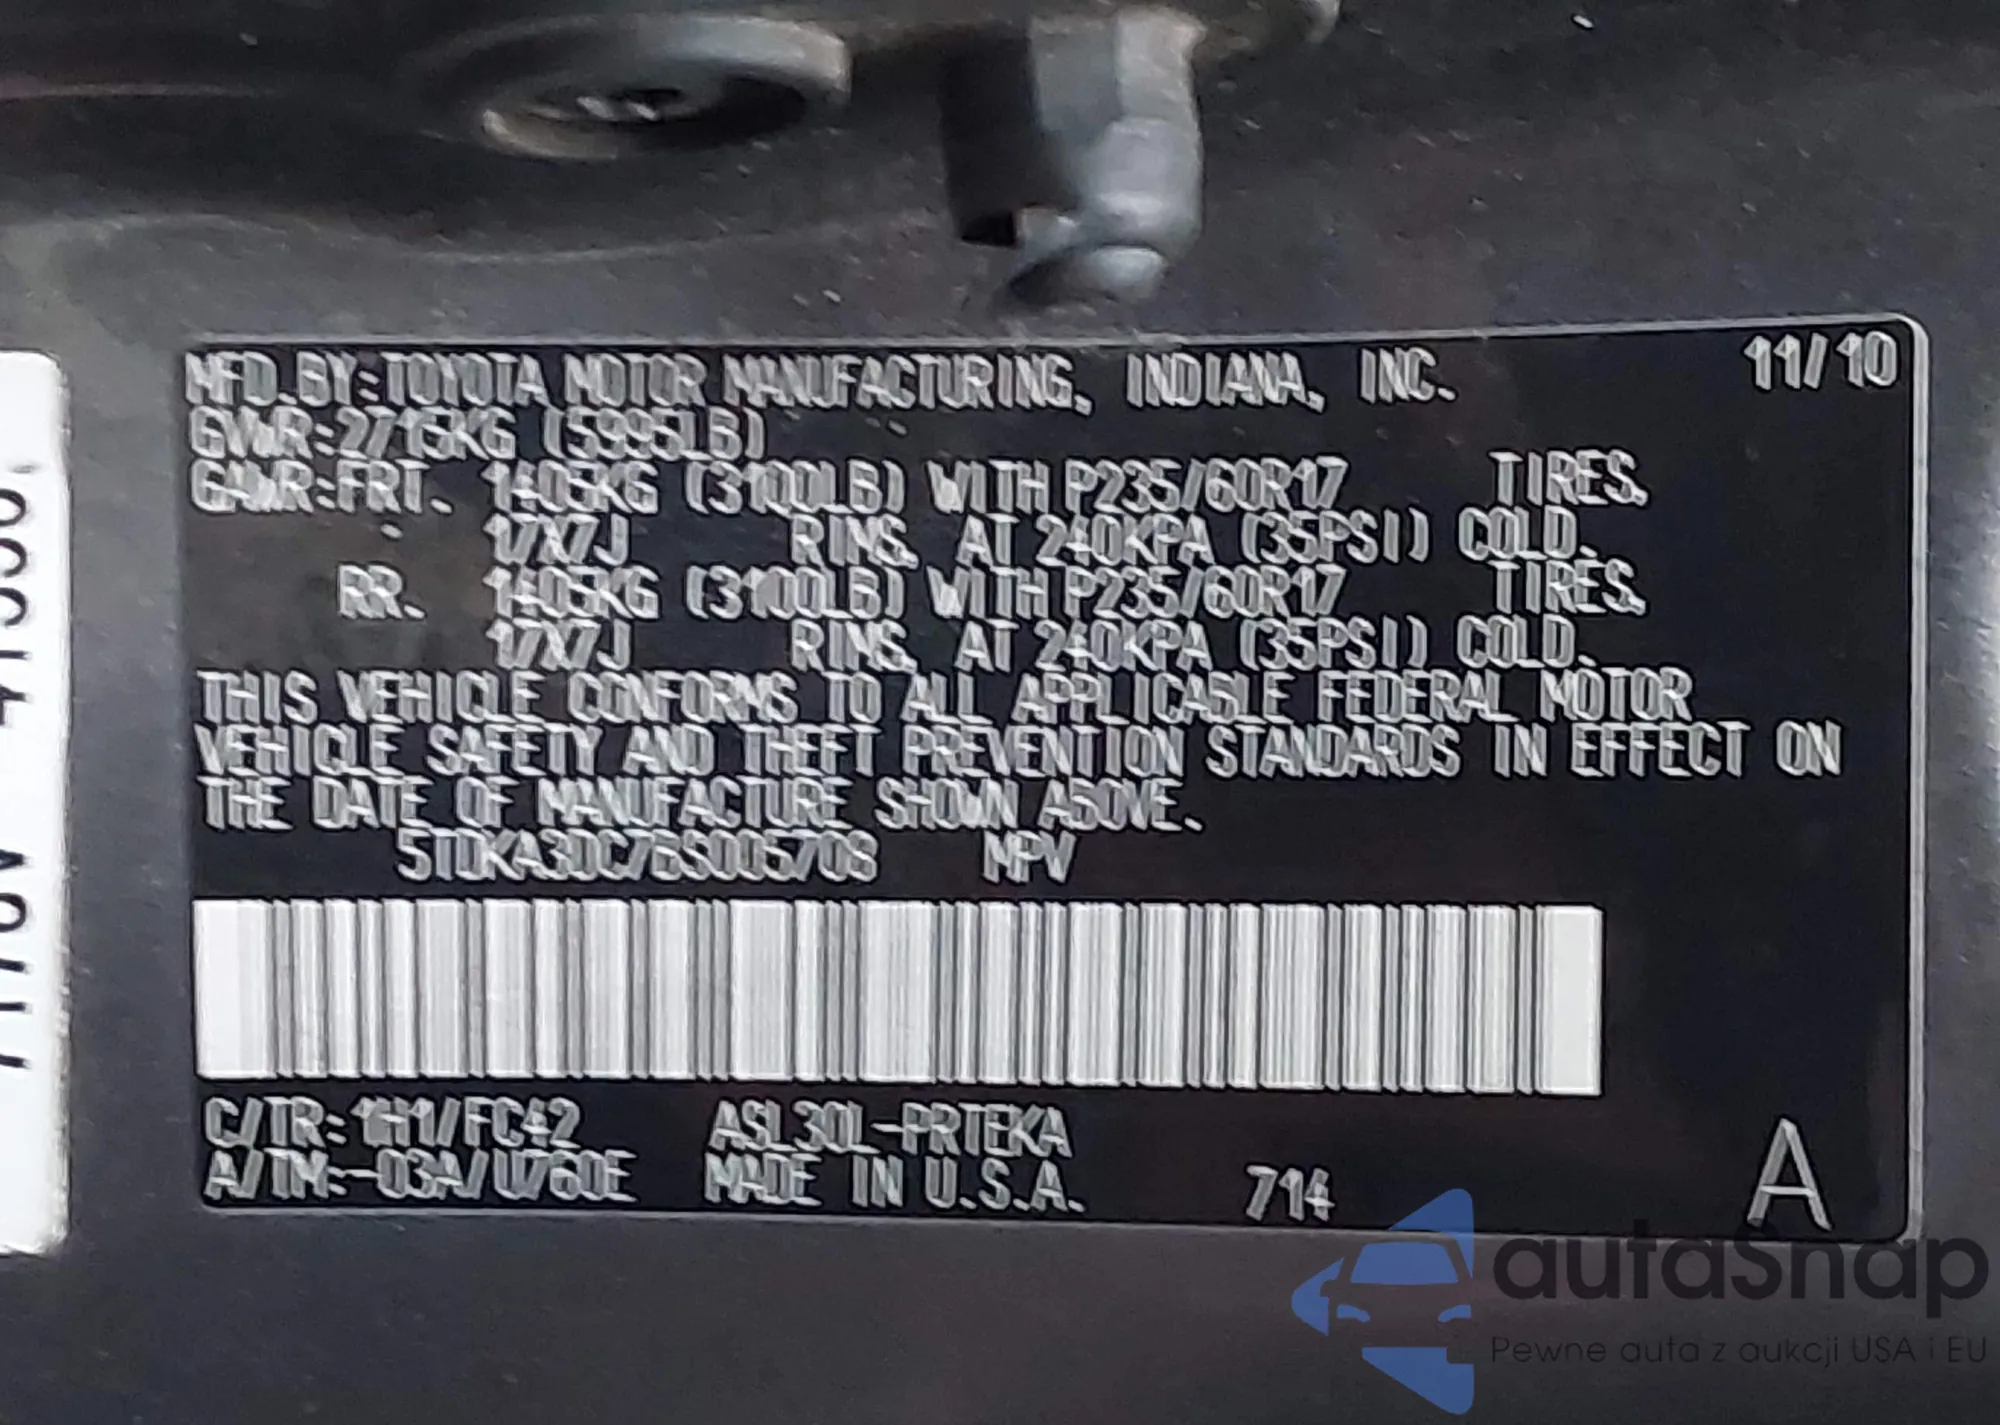 MFD.BY:TOYOTA MOTOR MANUFACTURING, INDIANA, INC. 11/10
GVWR:2715KG (5995LB)
GAWR:FRT. 1405KG (3100LB) WITH P235/60R17 TIRES,
17X7J RIMS, AT 240KPA (35PSI) COLD.
RR. 1405KG (3100LB) WITH P235/60R17 TIRES,
17X7J RIMS, AT 240KPA (35PSI) COLD.
THIS VEHICLE CONFORMS TO ALL APPLICABLE FEDERAL MOTOR
VEHICLE SAFETY AND THEFT PREVENTION STANDARDS IN EFFECT ON
THE DATE OF MANUFACTURE SHOWN ABOVE.
MPV
C/TR:1H1/FC42 ASL30L-PRTEKA
A/TM:-03A/U760E MADE IN U.S.A. 714 A
autaSnap
Pewne auta z aukcji USA i EU